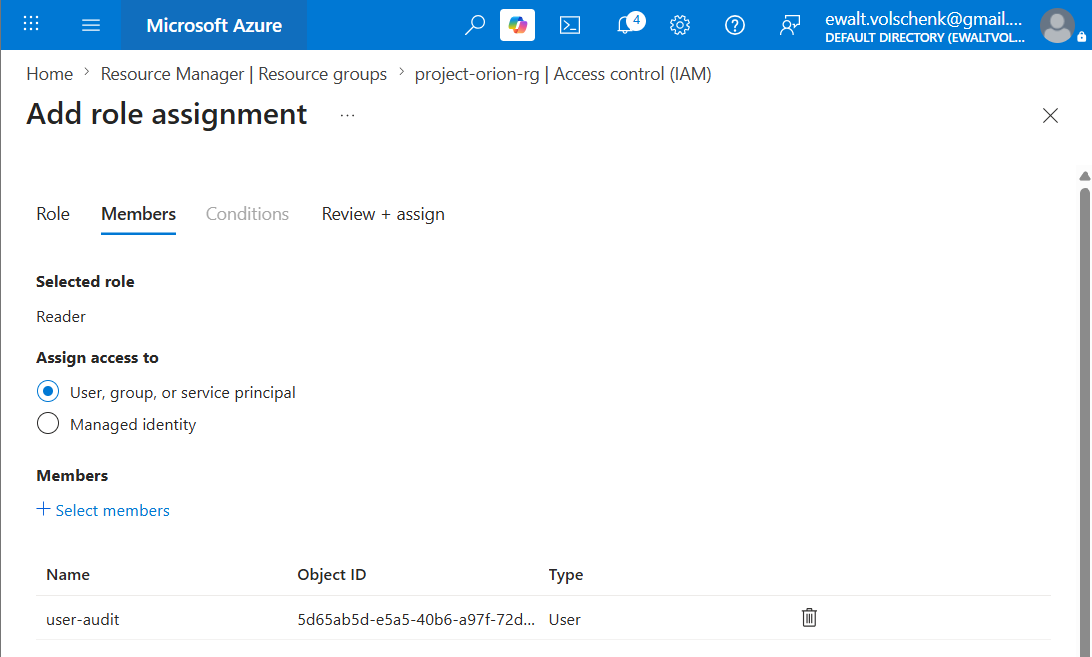 Microsoft Azure
4
ewalt.volschenk@gmail....
DEFAULT DIRECTORY (EWALTVOL...
Home > Resource Manager | Resource groups > project-orion-rg | Access control (IAM)
Add role assignment ...
Role Members Conditions Review + assign
Selected role
Reader
Assign access to
User, group, or service principal
Managed identity
Members
+ Select members
Name Object ID Type
user-audit 5d65ab5d-e5a5-40b6-a97f-72d... User